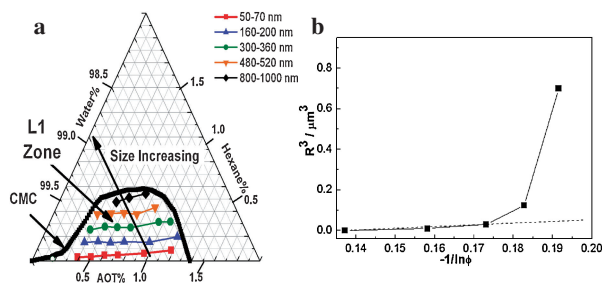 a
50-70 nm
160-200 nm
300-360 nm
480-520 nm
800-1000 nm
98.5
99.0
99.5
Water%
1.5
1.0
0.5
Hexane%
L1
Zone
Size Increasing
CMC
0.5
AOT%
1.0
1.5
b
0.8
0.6
0.4
0.2
0.0
R³ / μm³
0.14
0.15
0.16
0.17
0.18
0.19
0.20
-1/lnϕ